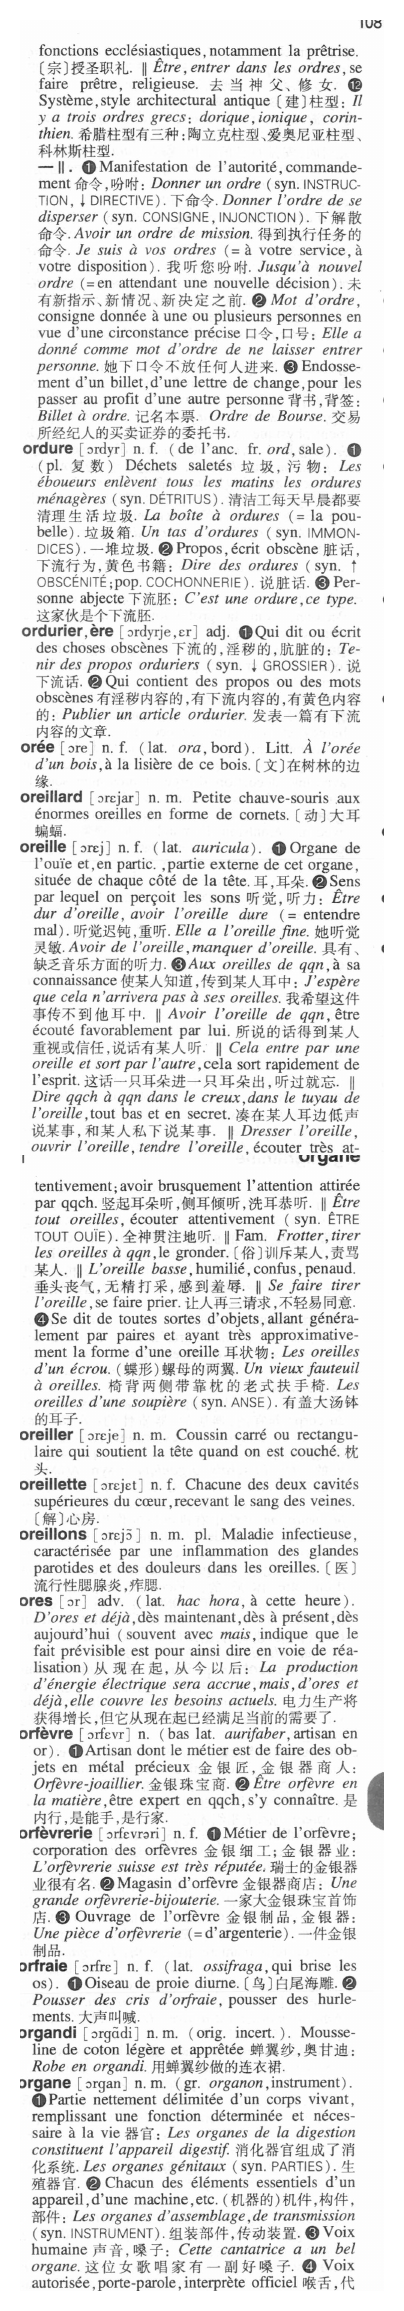 108
fonctions ecclésiastiques, notamment la prêtrise.
〔宗〕授圣职礼. ‖ Être, entrer dans les ordres, se
faire prêtre, religieuse. 去当神父、修女. ⓬
Système, style architectural antique〔建〕柱型: Il
y a trois ordres grecs: dorique, ionique, corin-
thien. 希腊柱型有三种:陶立克柱型、爱奥尼亚柱型、
科林斯柱型.
—Ⅱ. ❶ Manifestation de l'autorité, commande-
ment 命令,吩咐: Donner un ordre (syn. INSTRUC-
TION, ↓ DIRECTIVE). 下命令. Donner l'ordre de se
disperser (syn. CONSIGNE, INJONCTION). 下解散
命令. Avoir un ordre de mission. 得到执行任务的
命令. Je suis à vos ordres (= à votre service, à
votre disposition). 我听您吩咐. Jusqu'à nouvel
ordre (= en attendant une nouvelle décision). 未
有新指示、新情况、新决定之前. ❷ Mot d'ordre,
consigne donnée à une ou plusieurs personnes en
vue d'une circonstance précise 口令,口号: Elle a
donné comme mot d'ordre de ne laisser entrer
personne. 她下口令不放任何人进来. ❸ Endosse-
ment d'un billet, d'une lettre de change, pour les
passer au profit d'une autre personne 背书,背签:
Billet à ordre. 记名本票. Ordre de Bourse. 交易
所经纪人的买卖证券的委托书.
ordure [ɔrdyr] n. f. (de l'anc. fr. ord, sale). ❶
(pl. 复数) Déchets saletés 垃圾,污物: Les
éboueurs enlèvent tous les matins les ordures
ménagères (syn. DÉTRITUS). 清洁工每天早晨都要
清理生活垃圾. La boîte à ordures (= la pou-
belle). 垃圾箱. Un tas d'ordures (syn. IMMON-
DICES). 一堆垃圾. ❷ Propos, écrit obscène 脏话,
下流行为,黄色书籍: Dire des ordures (syn. ↑
OBSCÉNITÉ; pop. COCHONNERIE). 说脏话. ❸ Per-
sonne abjecte 下流胚: C'est une ordure, ce type.
这家伙是个下流胚.
ordurier, ère [ɔrdyrje, ɛr] adj. ❶ Qui dit ou écrit
des choses obscènes 下流的,淫秽的,肮脏的: Te-
nir des propos orduriers (syn. ↓ GROSSIER). 说
下流话. ❷ Qui contient des propos ou des mots
obscènes 有淫秽内容的,有下流内容的,有黄色内容
的: Publier un article ordurier. 发表一篇有下流
内容的文章.
orée [ɔre] n. f. (lat. ora, bord). Litt. À l'orée
d'un bois, à la lisière de ce bois. 〔文〕在树林的边
缘.
oreillard [ɔrɛjar] n. m. Petite chauve-souris aux
énormes oreilles en forme de cornets. 〔动〕大耳
蝙蝠.
oreille [ɔrɛj] n. f. (lat. auricula). ❶ Organe de
l'ouïe et, en partic., partie externe de cet organe,
située de chaque côté de la tête. 耳,耳朵. ❷ Sens
par lequel on perçoit les sons 听觉,听力: Être
dur d'oreille, avoir l'oreille dure (= entendre
mal). 听觉迟钝,重听. Elle a l'oreille fine. 她听觉
灵敏. Avoir de l'oreille, manquer d'oreille. 具有、
缺乏音乐方面的听力. ❸ Aux oreilles de qqn, à sa
connaissance 使某人知道,传到某人耳中: J'espère
que cela n'arrivera pas à ses oreilles. 我希望这件
事传不到他耳中. ‖ Avoir l'oreille de qqn, être
écouté favorablement par lui. 所说的话得到某人
重视或信任,说话有某人听. ‖ Cela entre par une
oreille et sort par l'autre, cela sort rapidement de
l'esprit. 这话一只耳朵进一只耳朵出,听过就忘. ‖
Dire qqch à qqn dans le creux, dans le tuyau de
l'oreille, tout bas et en secret. 凑在某人耳边低声
说某事,和某人私下说某事. ‖ Dresser l'oreille,
ouvrir l'oreille, tendre l'oreille, écouter très at-
organe
tentivement; avoir brusquement l'attention attirée
par qqch. 竖起耳朵听,侧耳倾听,洗耳恭听. ‖ Être
tout oreilles, écouter attentivement (syn. ÊTRE
TOUT OUÏE). 全神贯注地听. ‖ Fam. Frotter, tirer
les oreilles à qqn, le gronder. 〔俗〕训斥某人,责骂
某人. ‖ L'oreille basse, humilié, confus, penaud.
垂头丧气,无精打采,感到羞辱. ‖ Se faire tirer
l'oreille, se faire prier. 让人再三请求,不轻易同意.
❹ Se dit de toutes sortes d'objets, allant généra-
lement par paires et ayant très approximative-
ment la forme d'une oreille 耳状物: Les oreilles
d'un écrou. (蝶形)螺母的两翼. Un vieux fauteuil
à oreilles. 椅背两侧带靠枕的老式扶手椅. Les
oreilles d'une soupière (syn. ANSE). 有盖大汤钵
的耳子.
oreiller [ɔrɛje] n. m. Coussin carré ou rectangu-
laire qui soutient la tête quand on est couché. 枕
头.
oreillette [ɔrɛjɛt] n. f. Chacune des deux cavités
supérieures du cœur, recevant le sang des veines.
〔解〕心房.
oreillons [ɔrɛjɔ̃] n. m. pl. Maladie infectieuse,
caractérisée par une inflammation des glandes
parotides et des douleurs dans les oreilles. 〔医〕
流行性腮腺炎,痄腮.
ores [ɔr] adv. (lat. hac hora, à cette heure).
D'ores et déjà, dès maintenant, dès à présent, dès
aujourd'hui (souvent avec mais, indique que le
fait prévisible est pour ainsi dire en voie de réa-
lisation) 从现在起,从今以后: La production
d'énergie électrique sera accrue, mais, d'ores et
déjà, elle couvre les besoins actuels. 电力生产将
获得增长,但它从现在起已经满足当前的需要了.
orfèvre [ɔrfɛvr] n. (bas lat. aurifaber, artisan en
or). ❶ Artisan dont le métier est de faire des ob-
jets en métal précieux 金银匠,金银器商人:
Orfèvre-joaillier. 金银珠宝商. ❷ Être orfèvre en
la matière, être expert en qqch, s'y connaître. 是
内行,是能手,是行家.
orfèvrerie [ɔrfɛvrəri] n. f. ❶ Métier de l'orfèvre;
corporation des orfèvres 金银细工;金银器业:
L'orfèvrerie suisse est très réputée. 瑞士的金银器
业很有名. ❷ Magasin d'orfèvre 金银器商店: Une
grande orfèvrerie-bijouterie. 一家大金银珠宝首饰
店. ❸ Ouvrage de l'orfèvre 金银制品,金银器:
Une pièce d'orfèvrerie (= d'argenterie). 一件金银
制品.
orfraie [ɔrfrɛ] n. f. (lat. ossifraga, qui brise les
os). ❶ Oiseau de proie diurne. 〔鸟〕白尾海雕. ❷
Pousser des cris d'orfraie, pousser des hurle-
ments. 大声叫喊.
organdi [ɔrgɑ̃di] n. m. (orig. incert.). Mousse-
line de coton légère et apprêtée 蝉翼纱,奥甘迪:
Robe en organdi. 用蝉翼纱做的连衣裙.
organe [ɔrgan] n. m. (gr. organon, instrument).
❶ Partie nettement délimitée d'un corps vivant,
remplissant une fonction déterminée et néces-
saire à la vie 器官: Les organes de la digestion
constituent l'appareil digestif. 消化器官组成了消
化系统. Les organes génitaux (syn. PARTIES). 生
殖器官. ❷ Chacun des éléments essentiels d'un
appareil, d'une machine, etc. (机器的)机件,构件,
部件: Les organes d'assemblage, de transmission
(syn. INSTRUMENT). 组装部件,传动装置. ❸ Voix
humaine 声音,嗓子: Cette cantatrice a un bel
organe. 这位女歌唱家有一副好嗓子. ❹ Voix
autorisée, porte-parole, interprète officiel 喉舌,代